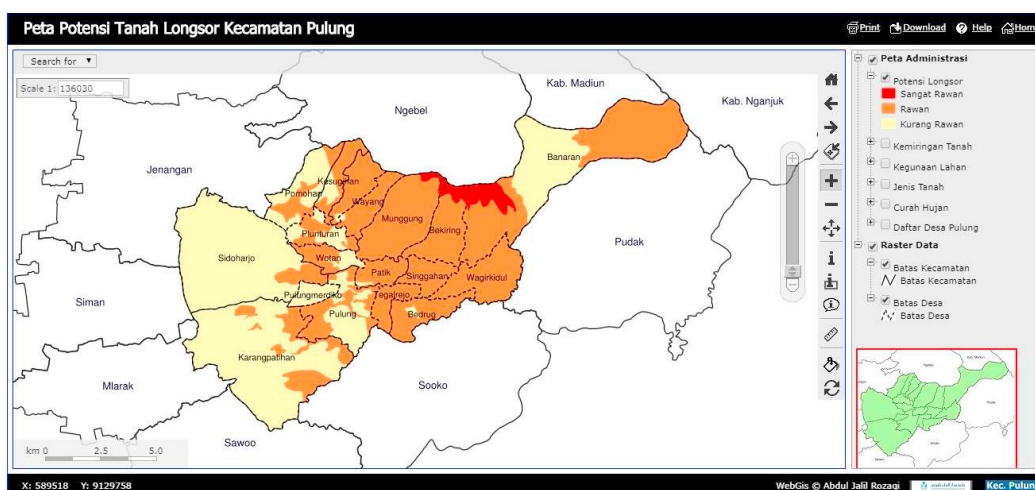 Peta Potensi Tanah Longsor Kecamatan Pulung
Print Download Help Home
Search for
Scale 1: 136030
Kab. Madiun
Kab. Nganjuk
Ngebel
Jenangan
Banaran
Kesugihan
Pomohan
Wayang
Munggung
Bekiring
Plunturan
Pudak
Sidoharjo
Wotan
Patik
Singgahan
Wagirkidul
Siman
Pulungmerdiko
Tegalrejo
Pulung
Bedrug
Karangpatihan
Mlarak
Sooko
Sawoo
km 0 2.5 5.0
Peta Administrasi
Potensi Longsor
Sangat Rawan
Rawan
Kurang Rawan
Kemiringan Tanah
Kegunaan Lahan
Jenis Tanah
Curah Hujan
Daftar Desa Pulung
Raster Data
Batas Kecamatan
Batas Kecamatan
Batas Desa
Batas Desa
X: 589518 Y: 9129758
WebGis © Abdul Jalil Rozaqi
Kec. Pulung